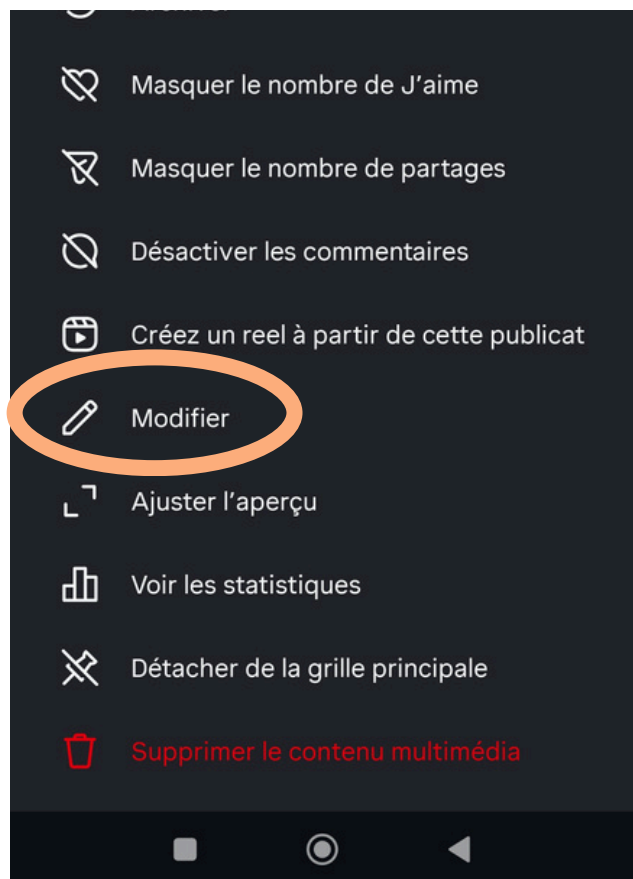 Masquer le nombre de J’aime
Masquer le nombre de partages
Désactiver les commentaires
Créez un reel à partir de cette publicat
Modifier
Ajuster l’aperçu
Voir les statistiques
Détacher de la grille principale
Supprimer le contenu multimédia